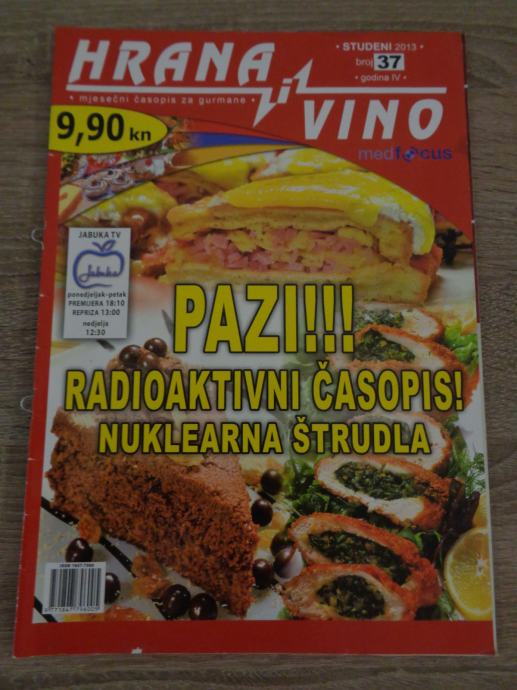 HRANA
i
VINO
• mjesečni časopis za gurmane •
• STUDENI 2013 •
broj 37
• godina IV •
medfocus
9,90 kn
JABUKA TV
Jabuka
ponedjeljak-petak
PREMIJERA 18:10
REPRIZA 13:00
nedjelja
12:30
PAZI!!!
RADIOAKTIVNI ČASOPIS!
NUKLEARNA ŠTRUDLA